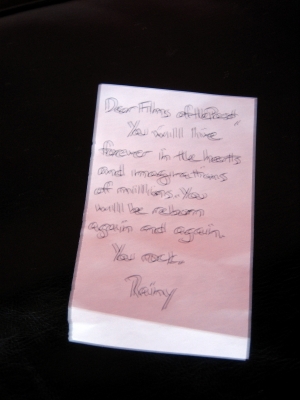 Dear Films of the Past,
You will live
forever in the hearts
and imaginations
of millions. You
will be reborn
again and again.
You rock.
Rainy